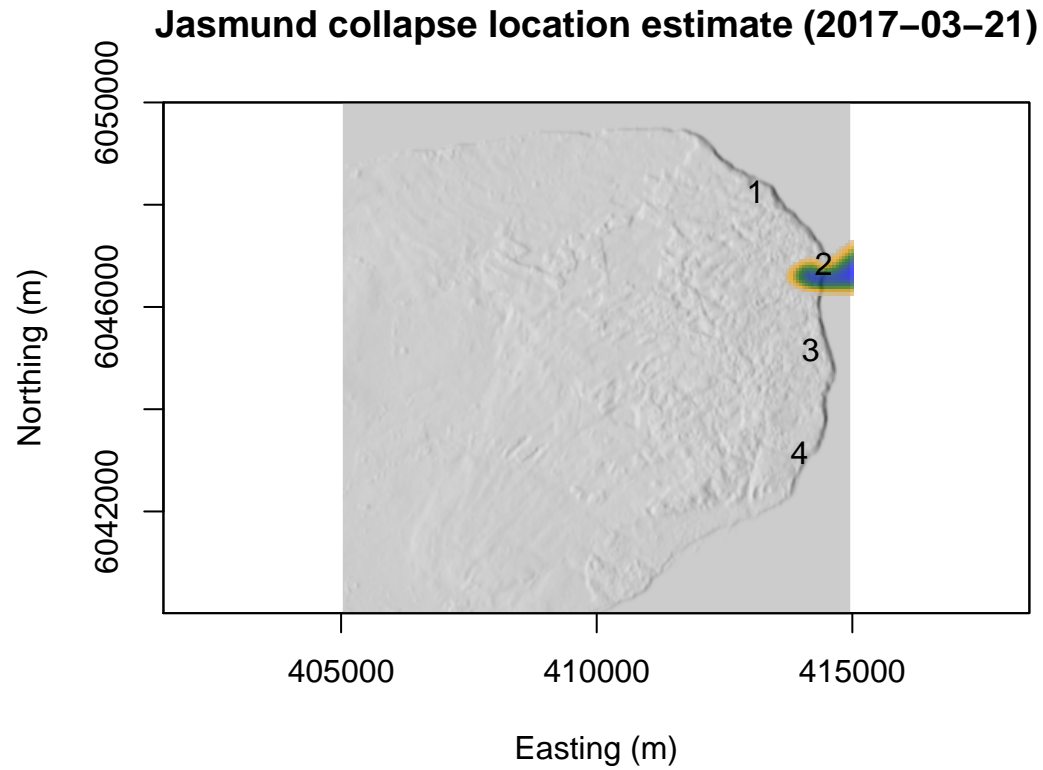 Jasmund collapse location estimate (2017−03−21)
6050000
6046000
6042000
Northing (m)
1
2
3
4
405000 410000 415000
Easting (m)